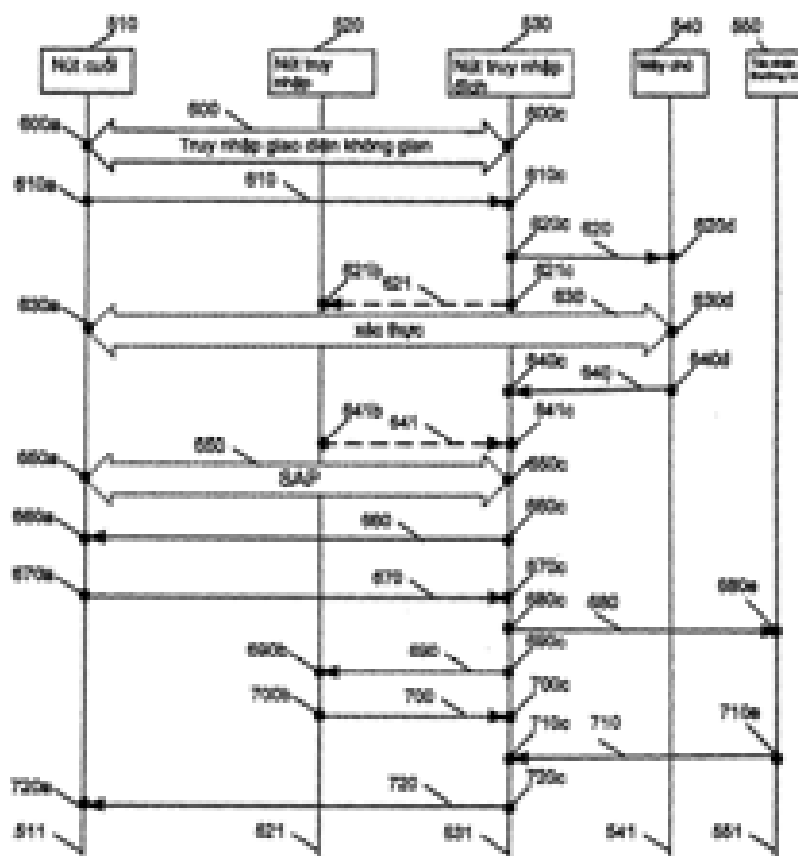 510 520 530 540 550
Nút cuối
Nút truy nhập
Nút truy nhập đích
Máy chủ
600
600a 600c
Truy nhập giao diện không gian
610a 610 610c
620c 620 620d
621b 621 621c
630a 630 630d
xác thực
640c 640 640d
641b 641 641c
650
650a 650c
SAP
660a 660 660c
670a 670 670c
680c 680 680e
690b 690 690c
700b 700 700c
710c 710 710e
720a 720 720c
511 521 531 541 551